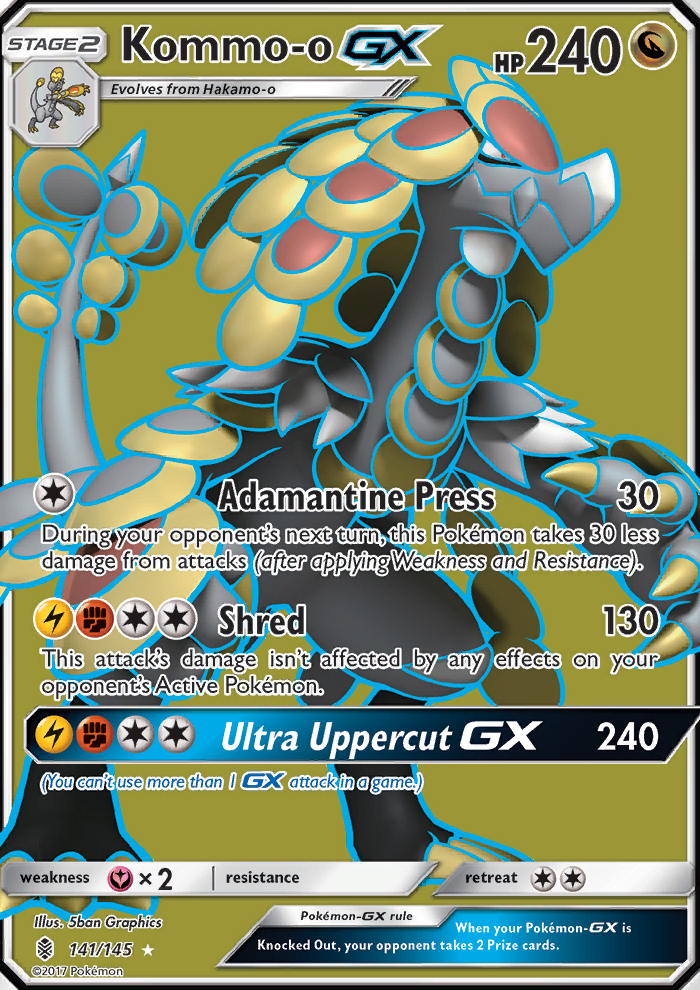 STAGE 2
Kommo-o GX
HP 240
Evolves from Hakamo-o
Adamantine Press 30
During your opponent's next turn, this Pokémon takes 30 less
damage from attacks (after applying Weakness and Resistance).
Shred 130
This attack's damage isn't affected by any effects on your
opponent's Active Pokémon.
Ultra Uppercut GX 240
(You can't use more than 1 GX attack in a game.)
weakness ×2 resistance retreat
Illus. 5ban Graphics
141/145
©2017 Pokémon
Pokémon-GX rule
When your Pokémon-GX is
Knocked Out, your opponent takes 2 Prize cards.